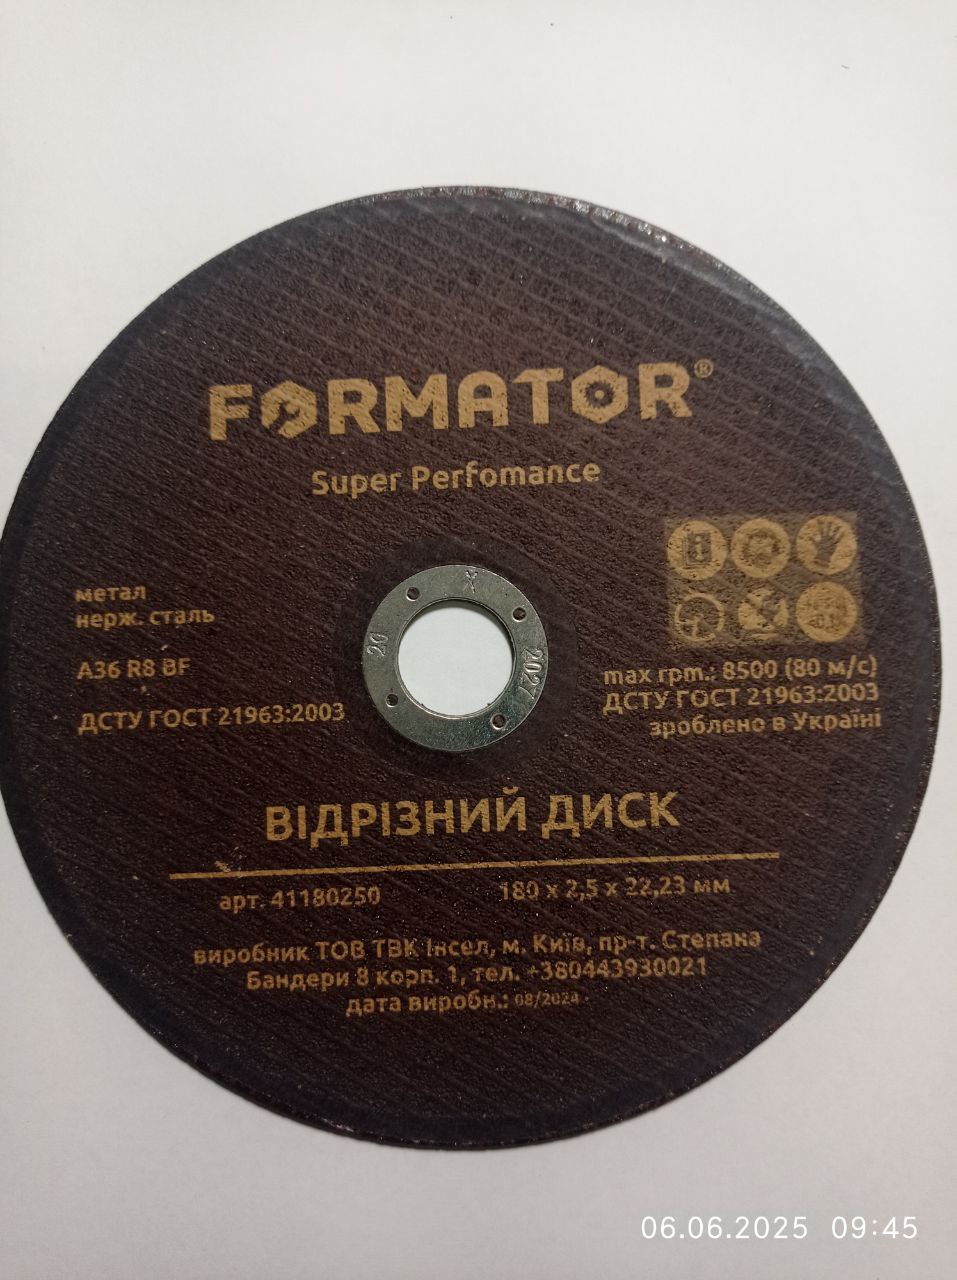 FORMATOR®
Super Perfomance
метал
нерж. сталь
A36 R8 BF
ДСТУ ГОСТ 21963:2003
X
20
2027
max rpm.: 8500 (80 м/с)
ДСТУ ГОСТ 21963:2003
зроблено в Україні
ВІДРІЗНИЙ ДИСК
арт. 41180250
180 x 2,5 x 22,23 мм
виробник ТОВ ТВК Інсел, м. Київ, пр-т. Степана
Бандери 8 корп. 1, тел. +380443930021
дата виробн.: 08/2024
06.06.2025 09:45